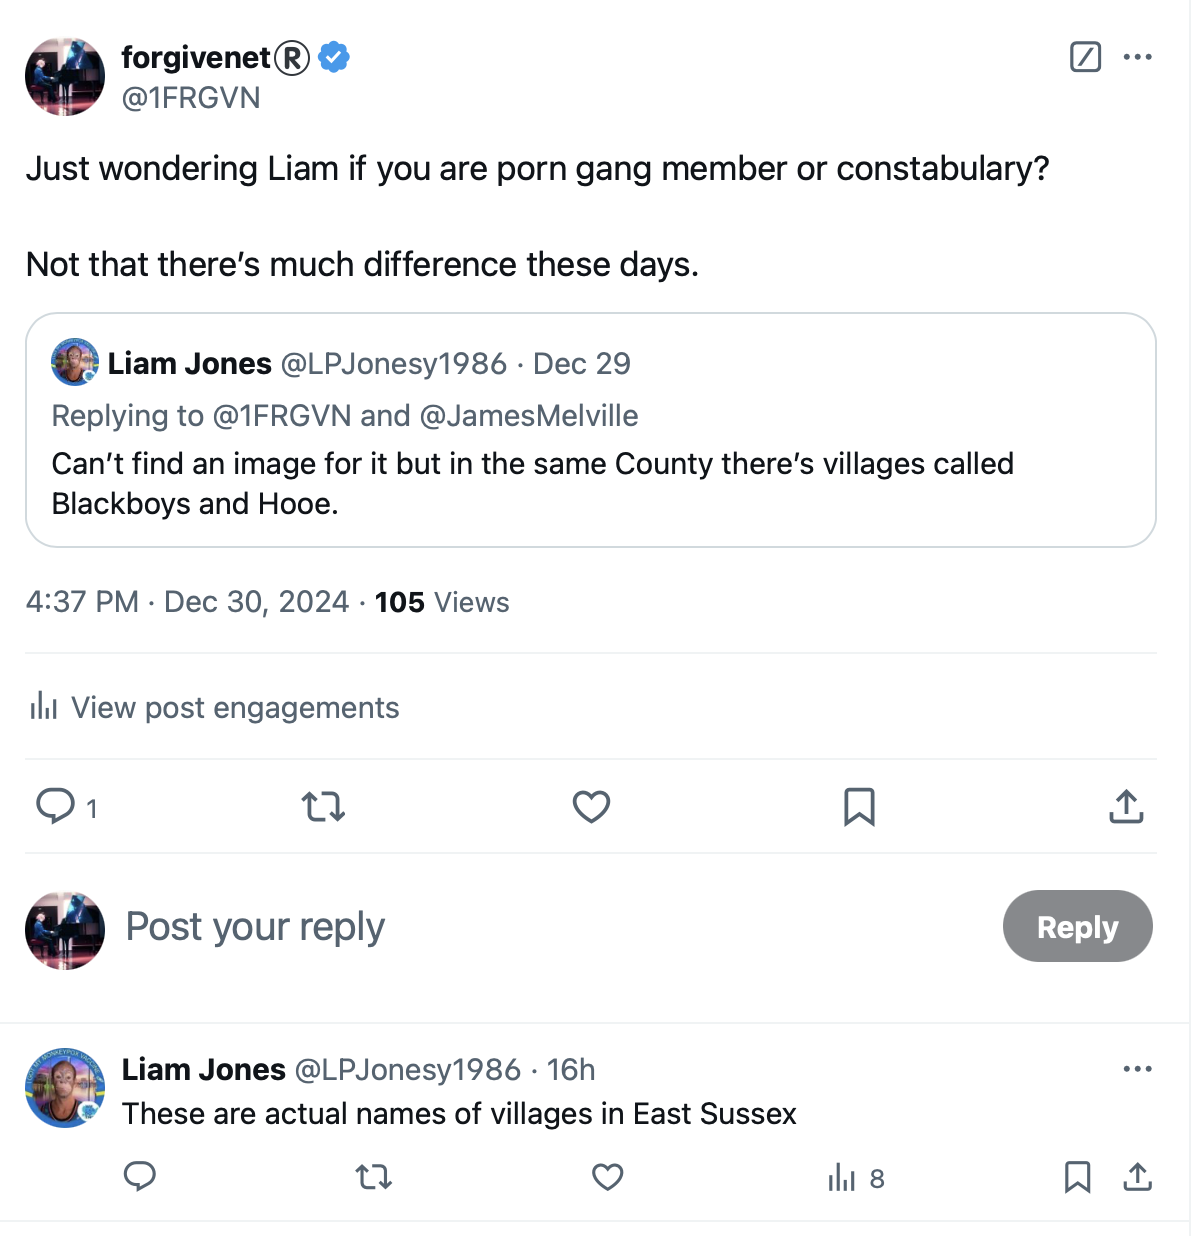 forgivenet®
@1FRGVN
Just wondering Liam if you are porn gang member or constabulary?
Not that there's much difference these days.
Liam Jones @LPJonesy1986 · Dec 29
Replying to @1FRGVN and @JamesMelville
Can't find an image for it but in the same County there's villages called
Blackboys and Hooe.
4:37 PM · Dec 30, 2024 · 105 Views
View post engagements
1
Post your reply
Reply
Liam Jones @LPJonesy1986 · 16h
These are actual names of villages in East Sussex
8